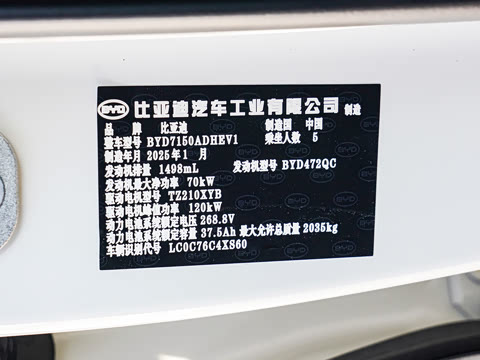 BYD 比亚迪汽车工业有限公司 制造
品 牌 比亚迪 制造国 中国
整车型号 BYD7150ADHEV1 乘坐人数 5
制造年月 2025年1 月
发动机排量 1498mL 发动机型号 BYD472QC
发动机最大净功率 70kW
驱动电机型号 TZ210XYB
驱动电机峰值功率 120kW
动力电池系统额定电压 268.8V
动力电池系统额定容量 37.5Ah 最大允许总质量 2035kg
车辆识别代号 LC0C76C4XS60